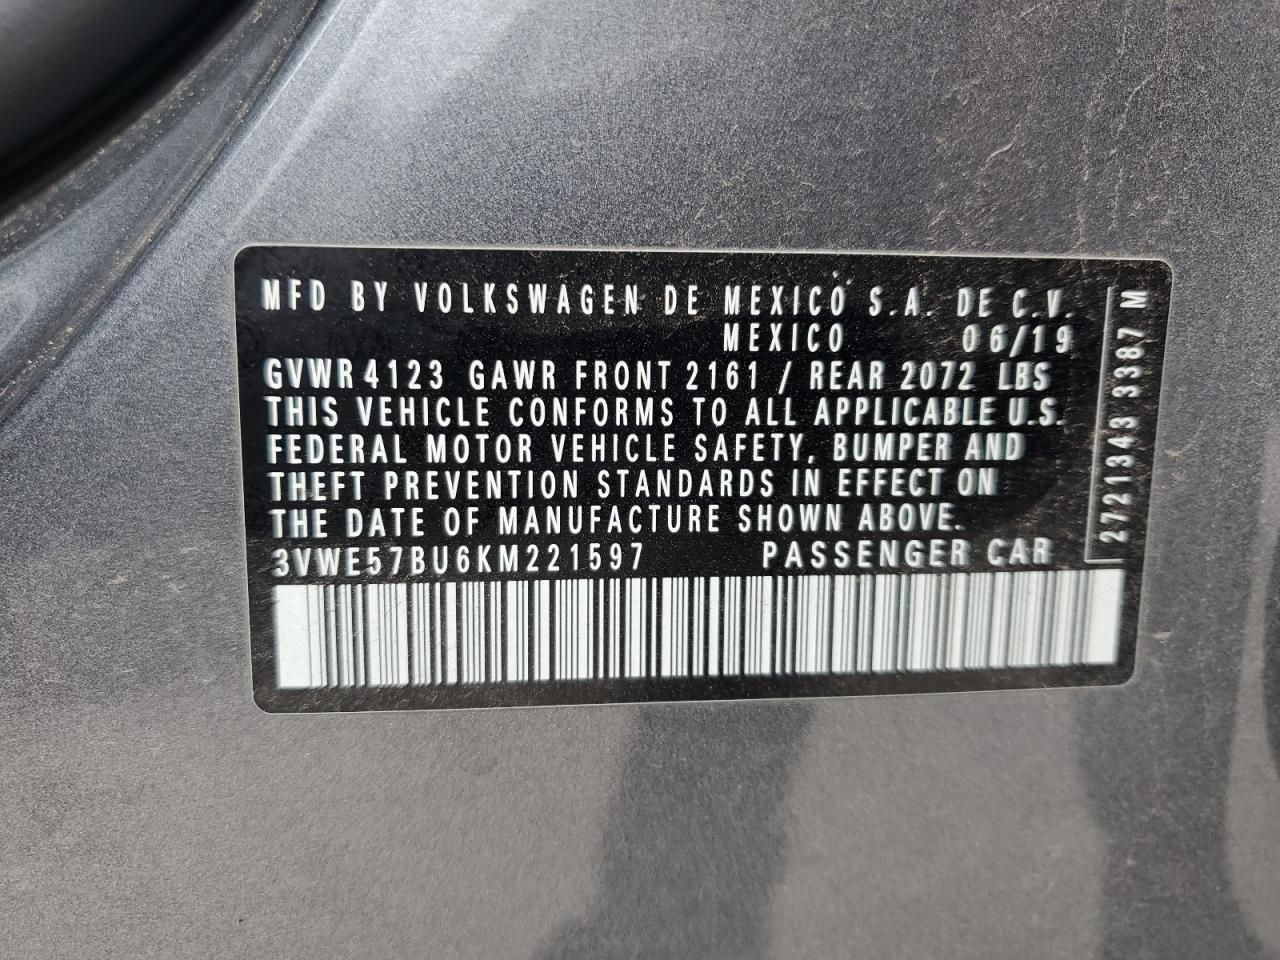 MFD BY VOLKSWAGEN DE MEXICO S.A. DE C.V.
MEXICO 06/19
GVWR 4123 GAWR FRONT 2161 / REAR 2072 LBS
THIS VEHICLE CONFORMS TO ALL APPLICABLE U.S.
FEDERAL MOTOR VEHICLE SAFETY, BUMPER AND
THEFT PREVENTION STANDARDS IN EFFECT ON
THE DATE OF MANUFACTURE SHOWN ABOVE.
3VWE57BU6KM221597 PASSENGER CAR
2721343 3387 M